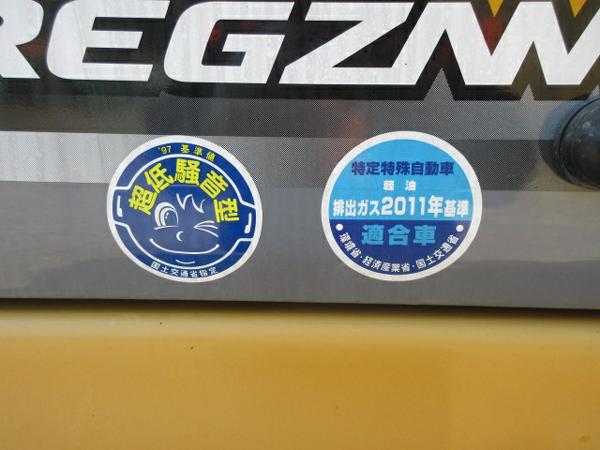 REGZAM
'97 基準値
超低騒音型
国土交通省指定
特定特殊自動車
軽油
排出ガス2011年基準
適合車
・環境省・経済産業省・国土交通省・